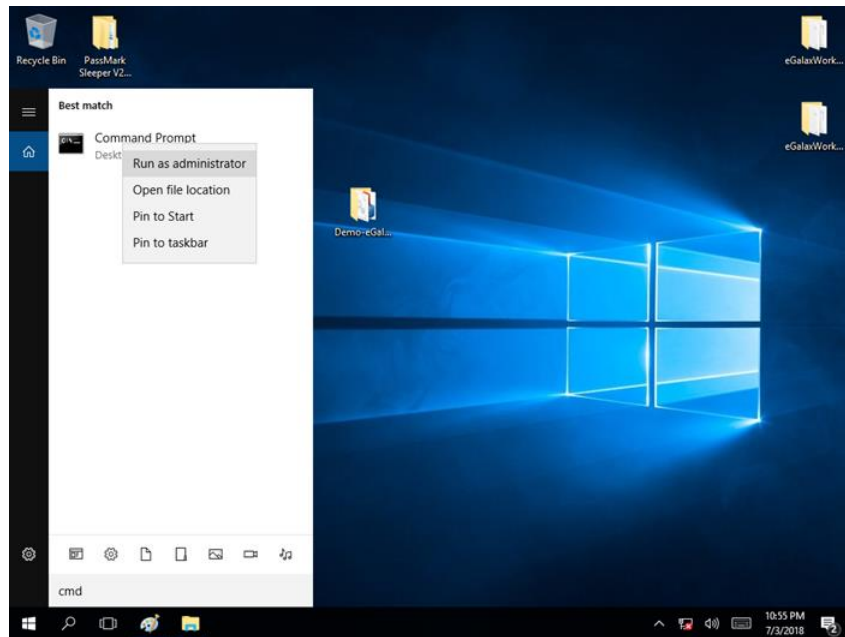 Recycle Bin
PassMark
Sleeper V2...
eGalaxWork...
eGalaxWork...
Demo-eGal...
Best match
Command Prompt
Deskt
Run as administrator
Open file location
Pin to Start
Pin to taskbar
cmd
10:55 PM
7/3/2018
2